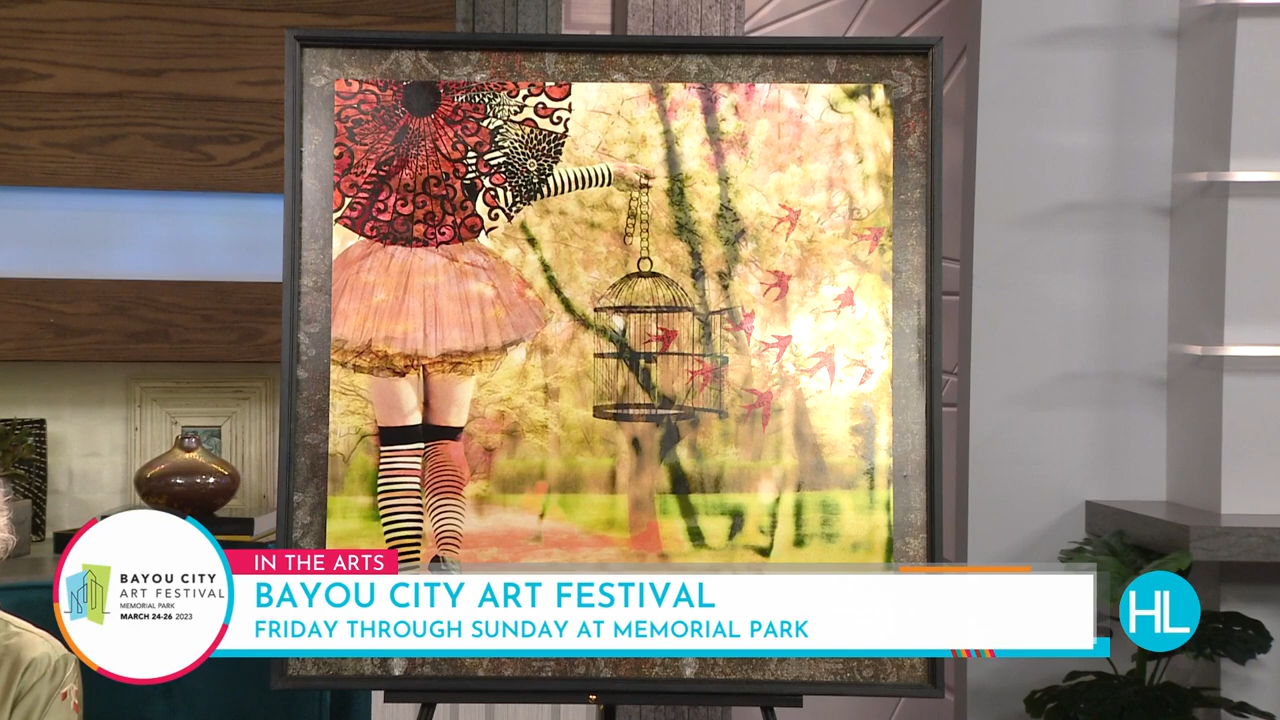 IN THE ARTS
BAYOU CITY ART FESTIVAL
FRIDAY THROUGH SUNDAY AT MEMORIAL PARK
BAYOU CITY
ART FESTIVAL
MEMORIAL PARK
MARCH 24-26 2023
HL